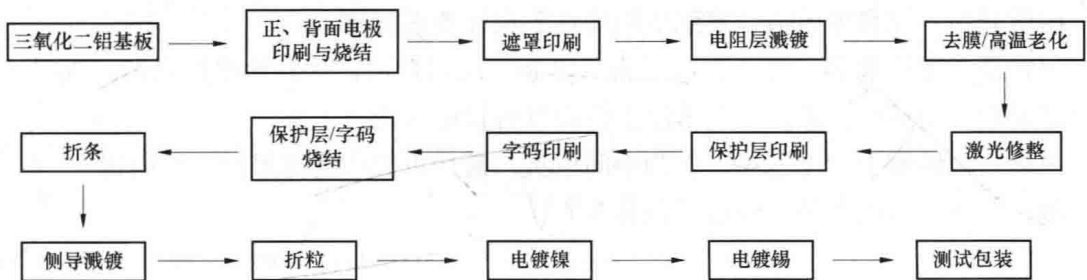 三氧化二铝基板
正、背面电极
印刷与烧结
遮罩印刷
电阻层溅镀
去膜/高温老化
激光修整
保护层印刷
字码印刷
保护层/字码
烧结
折条
侧导溅镀
折粒
电镀镍
电镀锡
测试包装